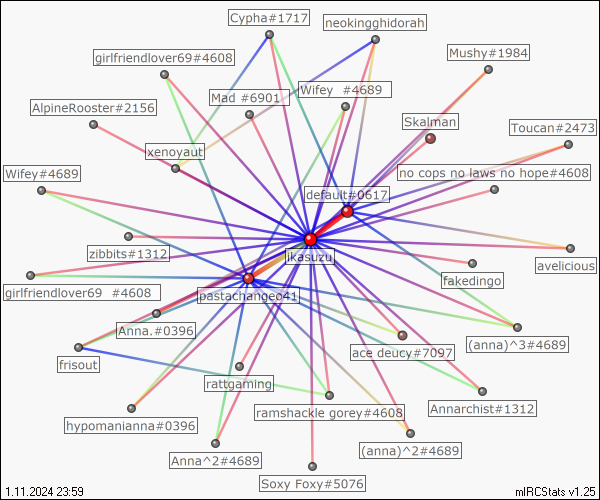 Cypha#1717
neokingghidorah
girlfriendlover69#4608
Mushy#1984
Mad #6901
Wifey #4689
AlpineRooster#2156
Skalman
Toucan#2473
xenoyaut
Wifey#4689
no cops no laws no hope#4608
default#0617
zibbits#1312
jikasuzu
avelicious
fakedingo
girlfriendlover69 #4608
pastachangeo41
Anna.#0396
(anna)^3#4689
ace deucy#7097
frisout
rattgaming
ramshackle gorey#4608
Annarchist#1312
hypomanianna#0396
(anna)^2#4689
Anna^2#4689
Soxy Foxy#5076
1.11.2024 23:59
mIRCStats v1.25